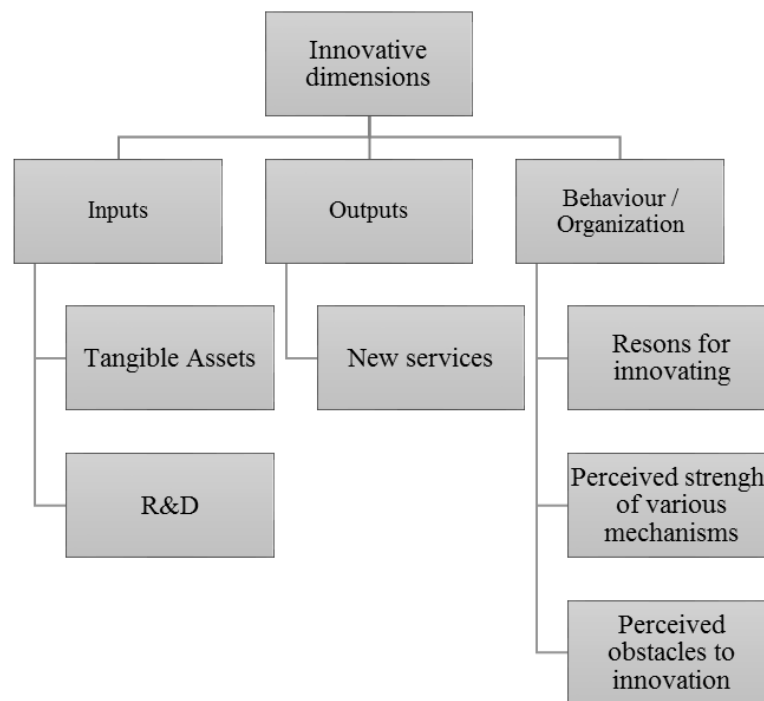 Innovative
dimensions
Inputs
Outputs
Behaviour /
Organization
Tangible Assets
New services
Resons for
innovating
R&D
Perceived strengh
of various
mechanisms
Perceived
obstacles to
innovation